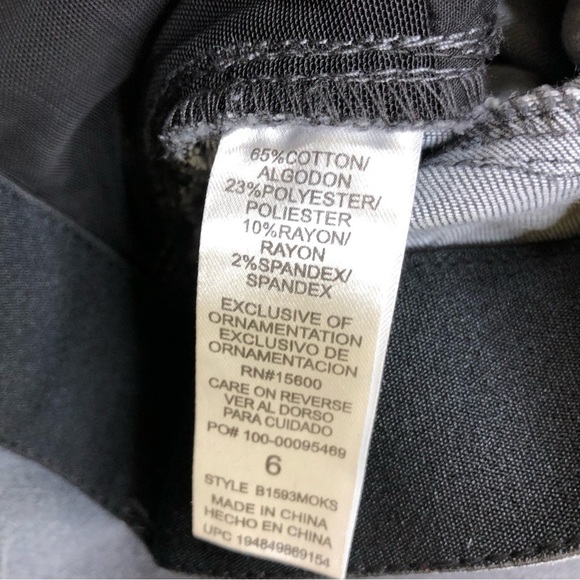 65%COTTON/
ALGODON
23%POLYESTER/
POLIESTER
10%RAYON/
RAYON
2%SPANDEX/
SPANDEX
EXCLUSIVE OF
ORNAMENTATION
EXCLUSIVO DE
ORNAMENTACION
RN#15600
CARE ON REVERSE
VER AL DORSO
PARA CUIDADO
PO# 100-00095469
6
STYLE B1593MOKS
MADE IN CHINA
HECHO EN CHINA
UPC 194849869154